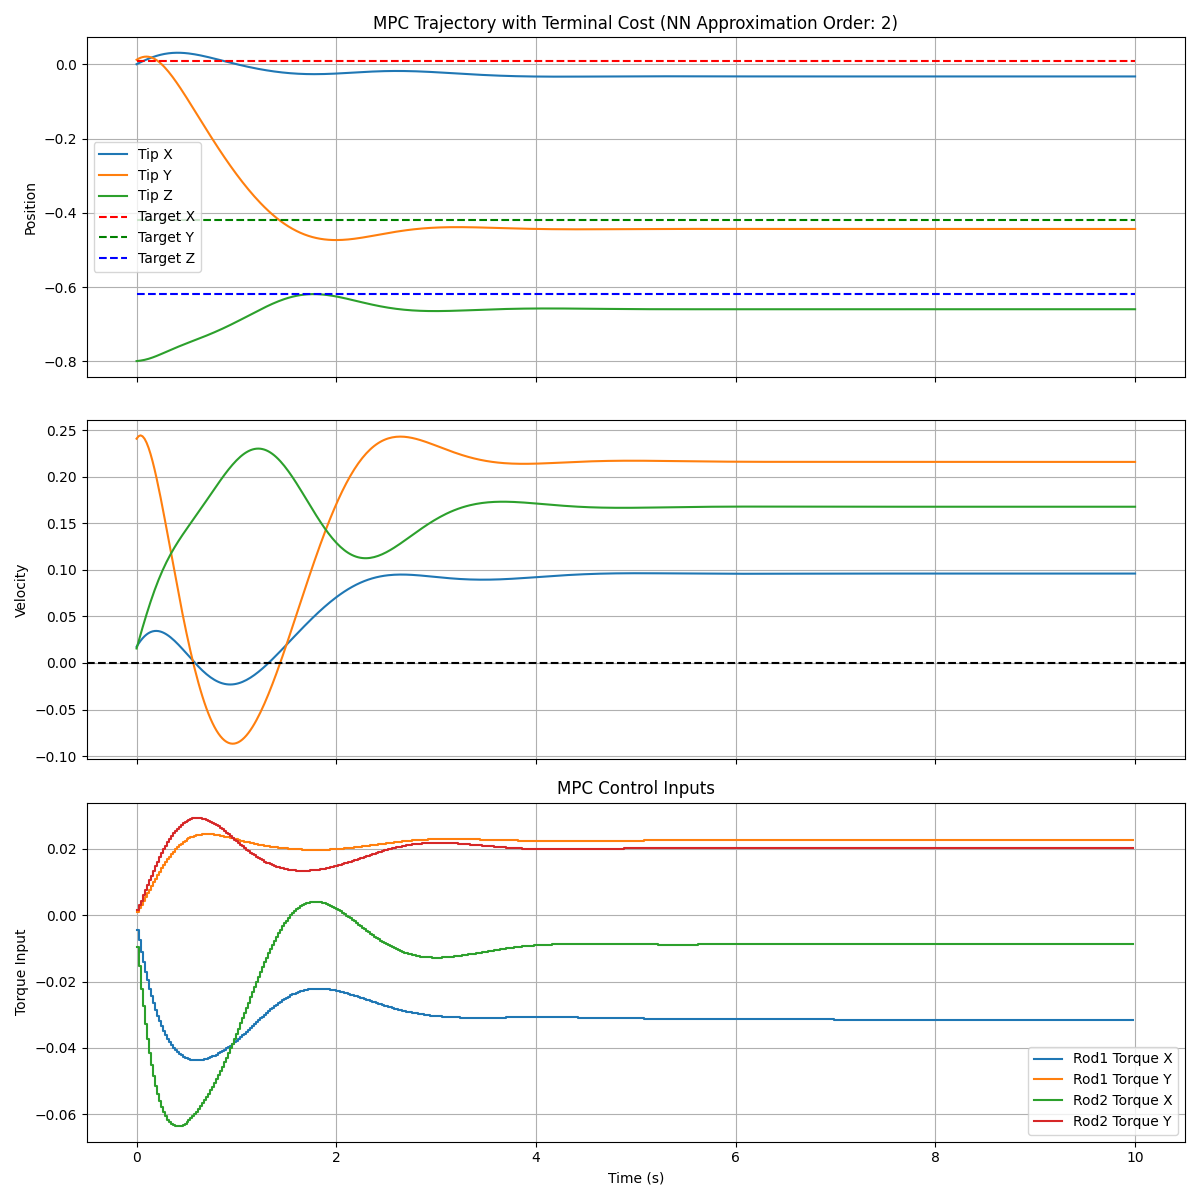 MPC Trajectory with Terminal Cost (NN Approximation Order: 2)
0.0
−0.2
−0.4
−0.6
−0.8
Position
Tip X
Tip Y
Tip Z
Target X
Target Y
Target Z
0.25
0.20
0.15
0.10
0.05
0.00
−0.05
−0.10
Velocity
MPC Control Inputs
0.02
0.00
−0.02
−0.04
−0.06
Torque Input
Rod1 Torque X
Rod1 Torque Y
Rod2 Torque X
Rod2 Torque Y
0 2 4 6 8 10
Time (s)